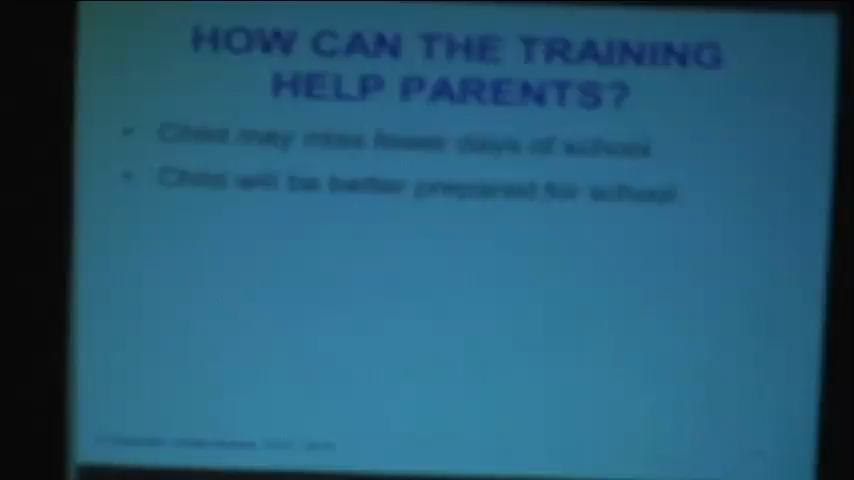 HOW CAN THE TRAINING
HELP PARENTS?
• Child may miss fewer days of school
• Child will be better prepared for school